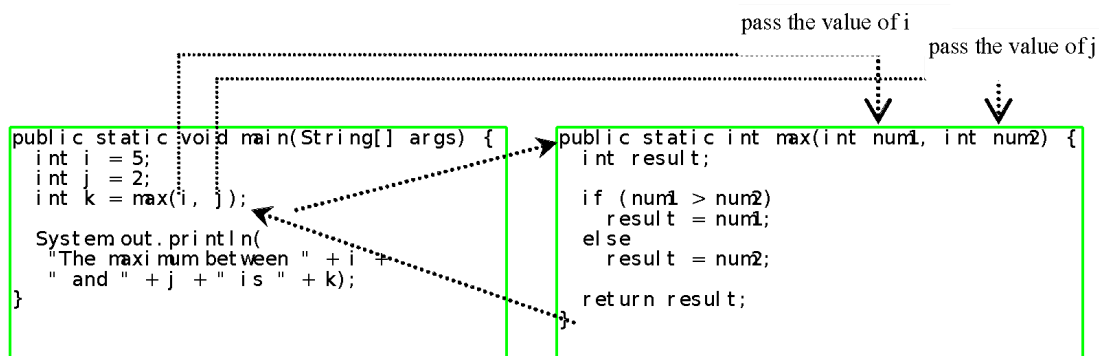 pass the value of i
pass the value of j
public static void main(String[] args) {
int i = 5;
int j = 2;
int k = max(i, j);
System.out.println(
"The maximum between " + i +
" and " + j + " is " + k);
}
public static int max(int num1, int num2) {
int result;
if (num1 > num2)
result = num1;
else
result = num2;
return result;
}